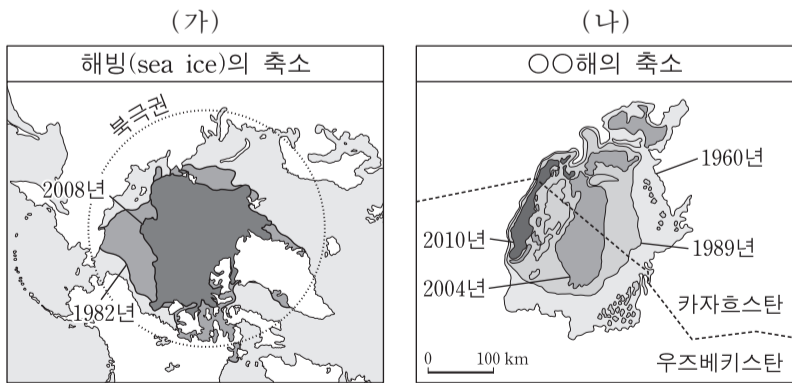 (가)
해빙(sea ice)의 축소
북극권
2008년
1982년
(나)
○○해의 축소
1960년
2010년
1989년
2004년
카자흐스탄
우즈베키스탄
0 100 km